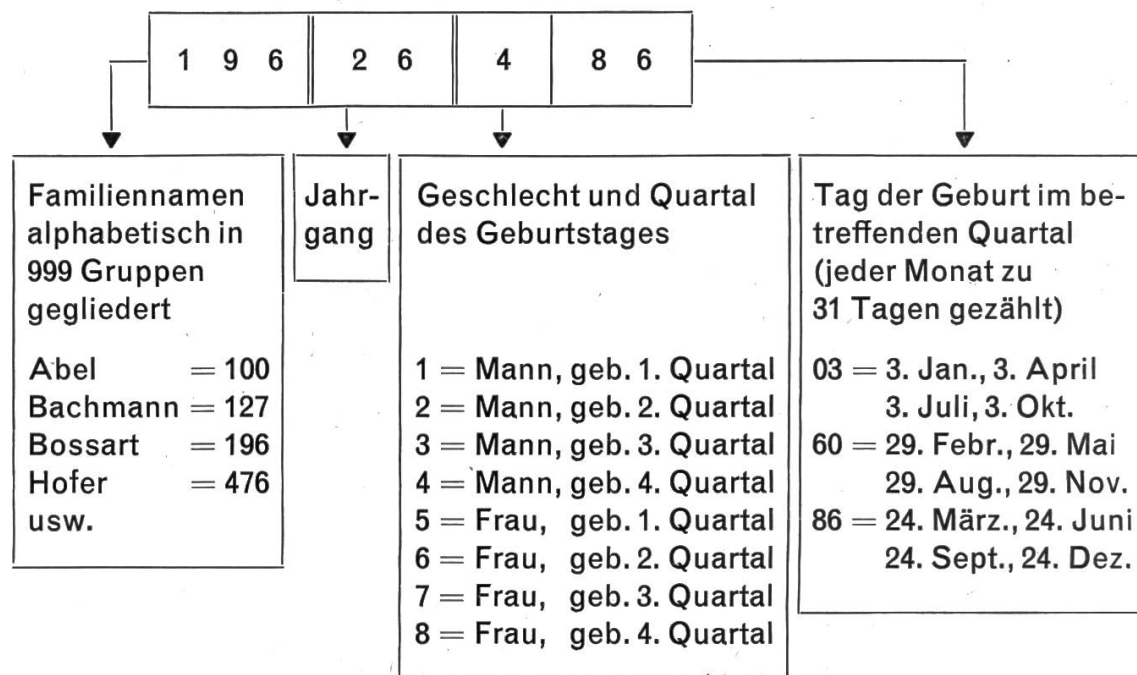 1 9 6 2 6 4 8 6
Familiennamen
alphabetisch in
999 Gruppen
gegliedert
Abel = 100
Bachmann = 127
Bossart = 196
Hofer = 476
usw.
Jahr-
gang
Geschlecht und Quartal
des Geburtstages
1 = Mann, geb. 1. Quartal
2 = Mann, geb. 2. Quartal
3 = Mann, geb. 3. Quartal
4 = Mann, geb. 4. Quartal
5 = Frau, geb. 1. Quartal
6 = Frau, geb. 2. Quartal
7 = Frau, geb. 3. Quartal
8 = Frau, geb. 4. Quartal
Tag der Geburt im be-
treffenden Quartal
(jeder Monat zu
31 Tagen gezählt)
03 = 3. Jan., 3. April
3. Juli, 3. Okt.
60 = 29. Febr., 29. Mai
29. Aug., 29. Nov.
86 = 24. März., 24. Juni
24. Sept., 24. Dez.